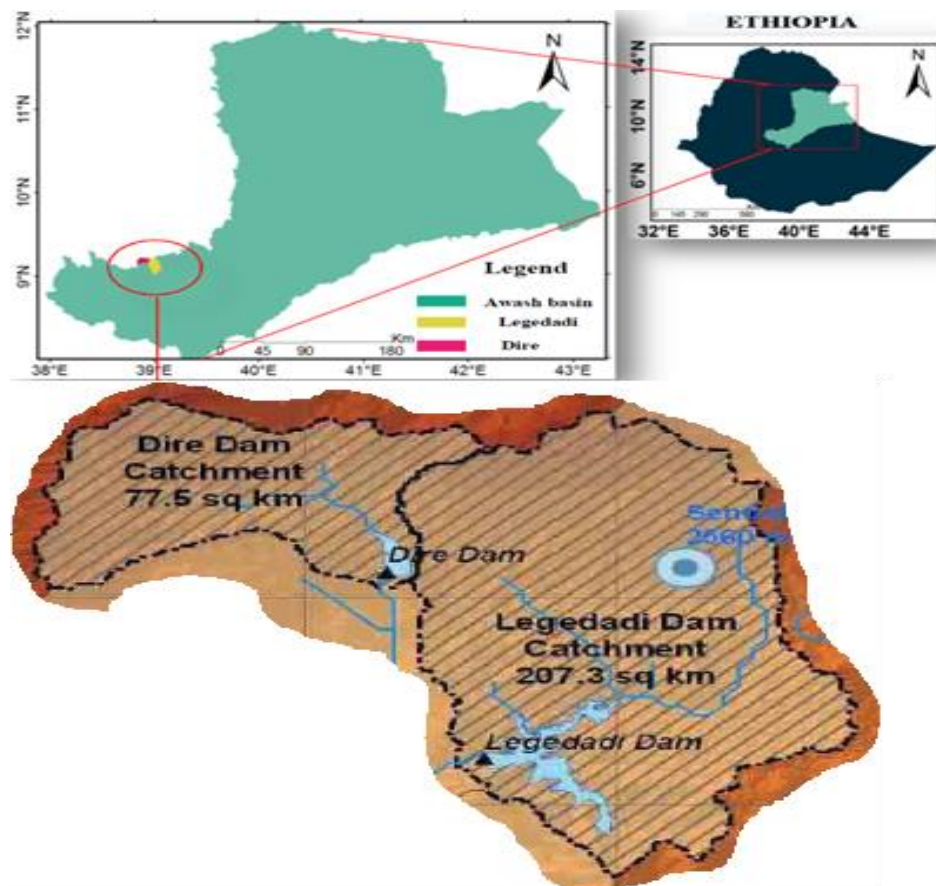 12°N
11°N
10°N
9°N
N
Legend
Awash basin
Legedadi
Dire
Km
0 45 90 180
38°E 39°E 40°E 41°E 42°E 43°E
ETHIOPIA
14°N
10°N
6°N
N
32°E 36°E 40°E 44°E
Dire Dam
Catchment
77.5 sq km
Dire Dam
2560 m
Legedadi Dam
Catchment
207.3 sq km
Legedadi Dam